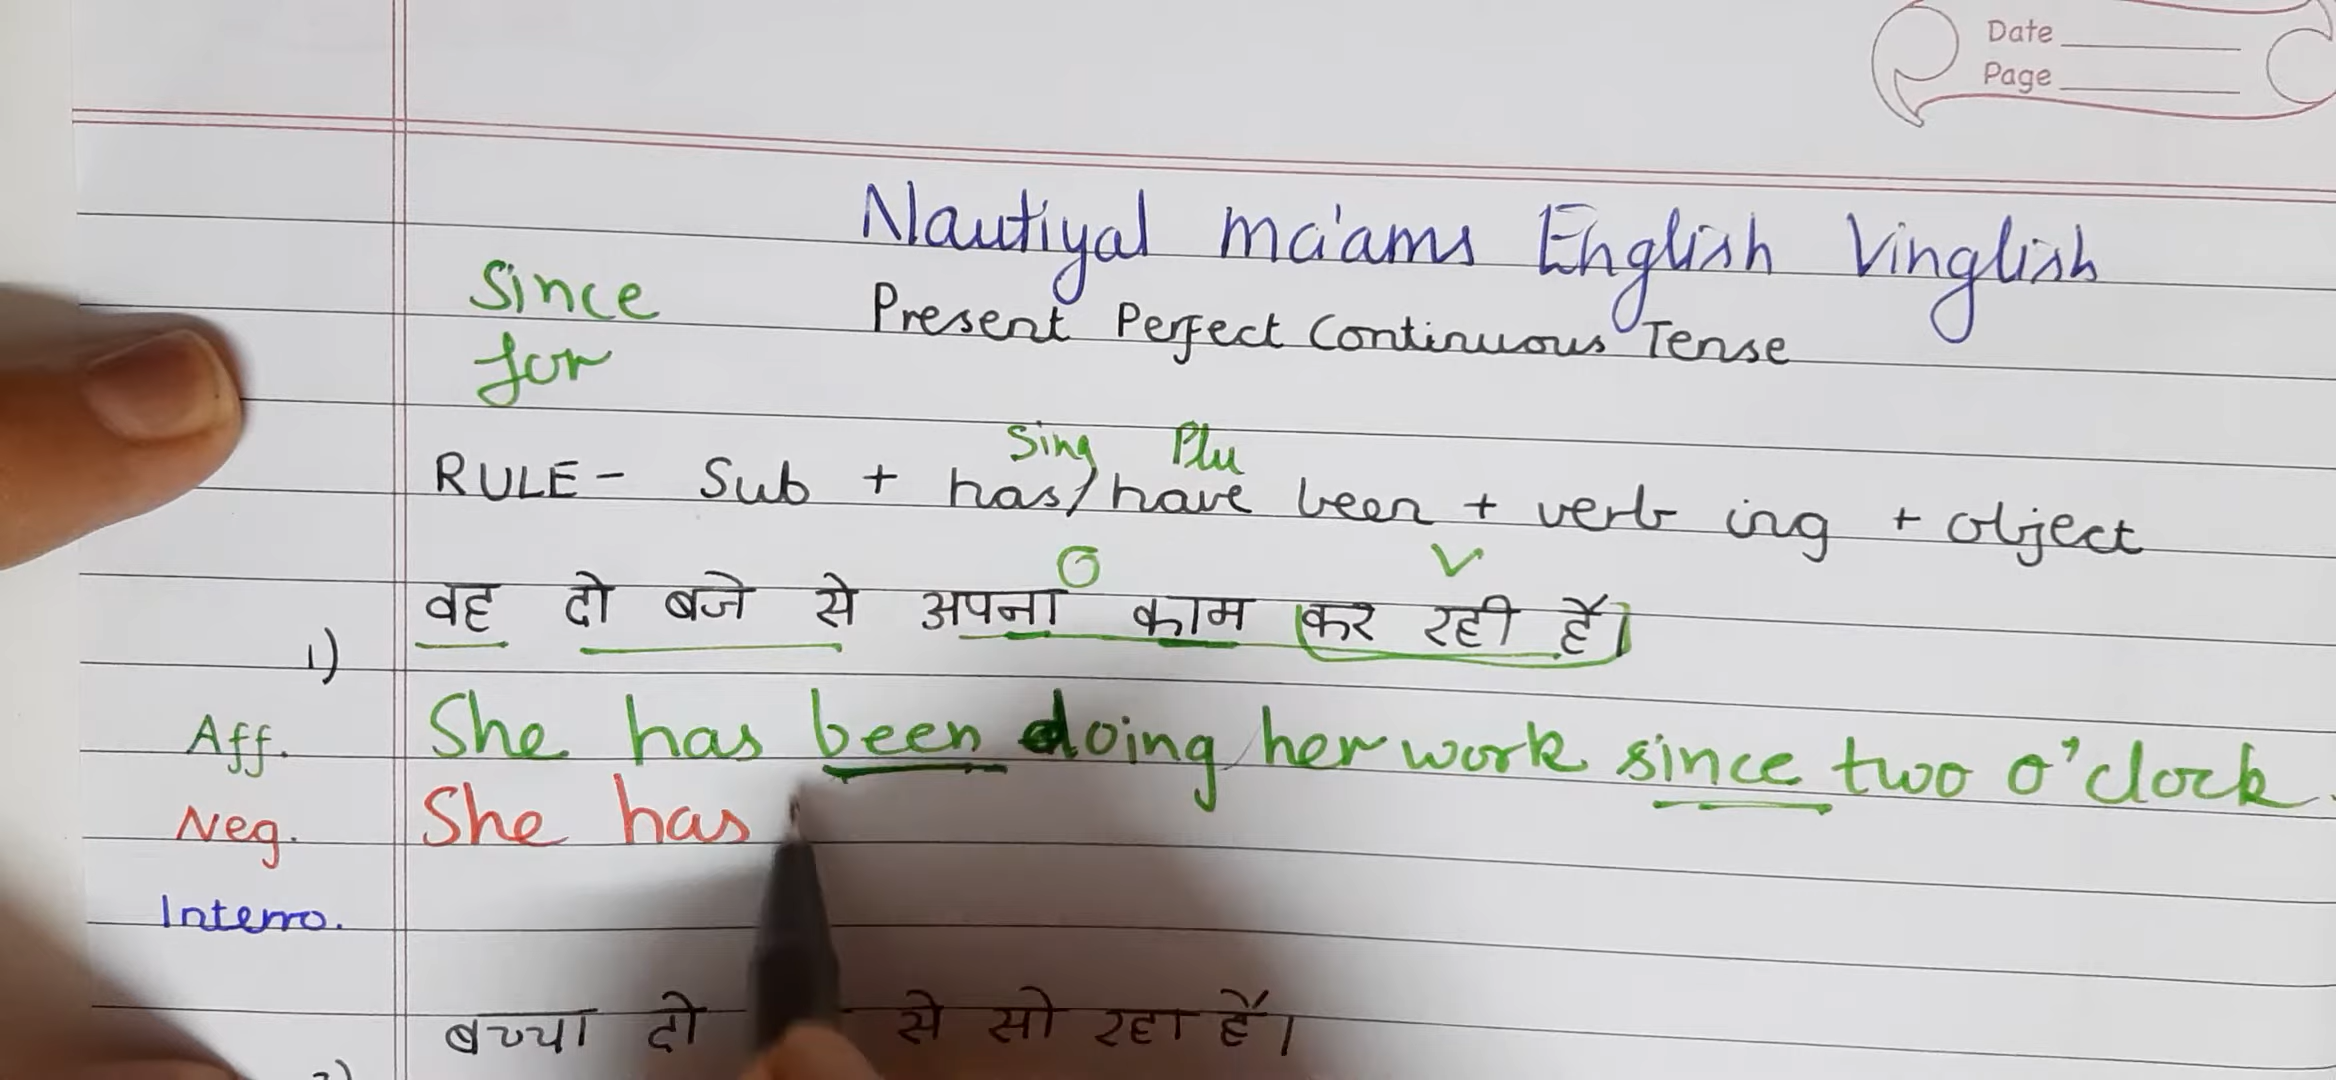 Date
Page
Nautiyal ma'ams English Vinglish
Since
for
Present Perfect Continuous Tense
Sing Plu
RULE- Sub + has/have been + verb ing + object
O V
1) वह दो बजे से अपना काम कर रही हैं।
Aff. She has been doing her work since two o'clock.
Neg. She has
Interro.
बच्चा दो से सो रहा हैं।